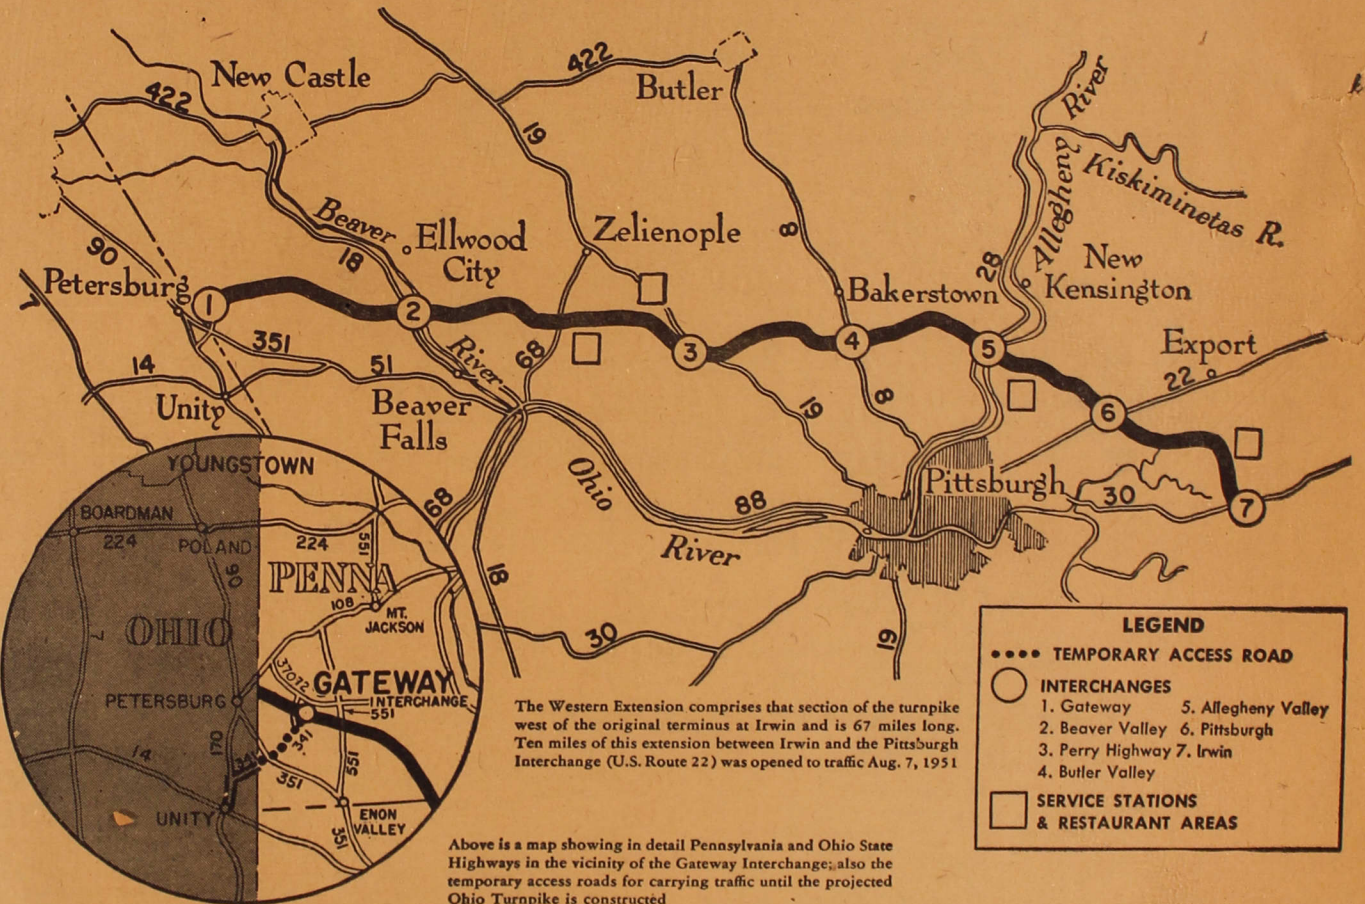 New Castle
422
422
Butler
River
19
Allegheny
Kiskiminetas R.
Beaver
Ellwood
City
Zelienople
8
90
18
28
New
Kensington
Petersburg
7
1
2
Bakerstown
351
River
68
3
4
5
Export
22
14
51
Unity
Beaver
Falls
19
8
6
Ohio
Pittsburgh
30
7
68
88
River
18
30
19
YOUNGSTOWN
BOARDMAN
224
POLAND
224
551
90
PENNA
OHIO
108
MT.
JACKSON
7
37072
GATEWAY
INTERCHANGE
551
PETERSBURG
170
14
341
341
351
551
UNITY
ENON
VALLEY
351
The Western Extension comprises that section of the turnpike
west of the original terminus at Irwin and is 67 miles long.
Ten miles of this extension between Irwin and the Pittsburgh
Interchange (U.S. Route 22) was opened to traffic Aug. 7, 1951
Above is a map showing in detail Pennsylvania and Ohio State
Highways in the vicinity of the Gateway Interchange; also the
temporary access roads for carrying traffic until the projected
Ohio Turnpike is constructed
LEGEND
TEMPORARY ACCESS ROAD
INTERCHANGES
1. Gateway 5. Allegheny Valley
2. Beaver Valley 6. Pittsburgh
3. Perry Highway 7. Irwin
4. Butler Valley
SERVICE STATIONS
& RESTAURANT AREAS